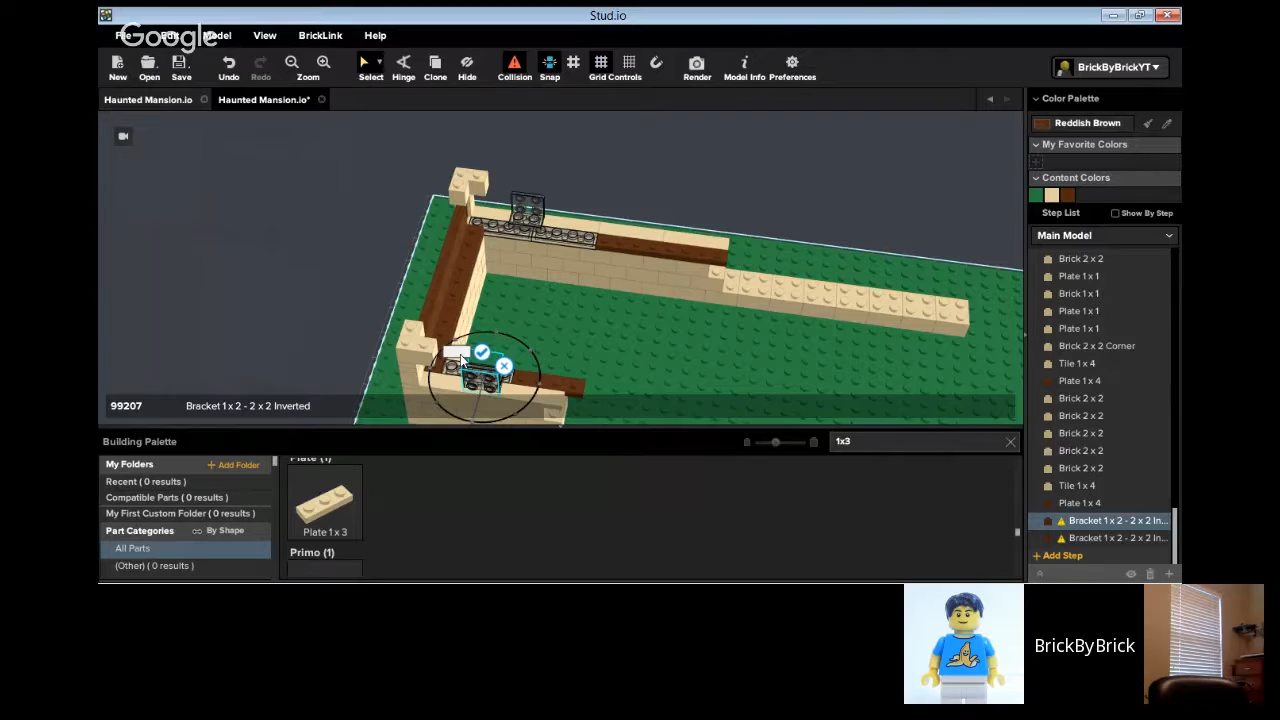 Stud.io
Google
File Edit Model View BrickLink Help
New Open Save Undo Redo Zoom Select Hinge Clone Hide Collision Snap Grid Controls Render Model Info Preferences
BrickByBrickYT
Haunted Mansion.io
Haunted Mansion.io*
Color Palette
Reddish Brown
My Favorite Colors
Content Colors
Step List
Show By Step
Main Model
Brick 2 x 2
Plate 1 x 1
Brick 1 x 1
Plate 1 x 1
Plate 1 x 1
Brick 2 x 2 Corner
Tile 1 x 4
Plate 1 x 4
Brick 2 x 2
Brick 2 x 2
Brick 2 x 2
Brick 2 x 2
Brick 2 x 2
Tile 1 x 4
Plate 1 x 4
Bracket 1 x 2 - 2 x 2 In...
Bracket 1 x 2 - 2 x 2 In...
+ Add Step
99207 Bracket 1 x 2 - 2 x 2 Inverted
Building Palette
1x3
My Folders
+ Add Folder
Recent ( 0 results )
Compatible Parts ( 0 results )
My First Custom Folder ( 0 results )
Part Categories
By Shape
All Parts
(Other) ( 0 results )
Plate (1)
Plate 1 x 3
Primo (1)
BrickByBrick